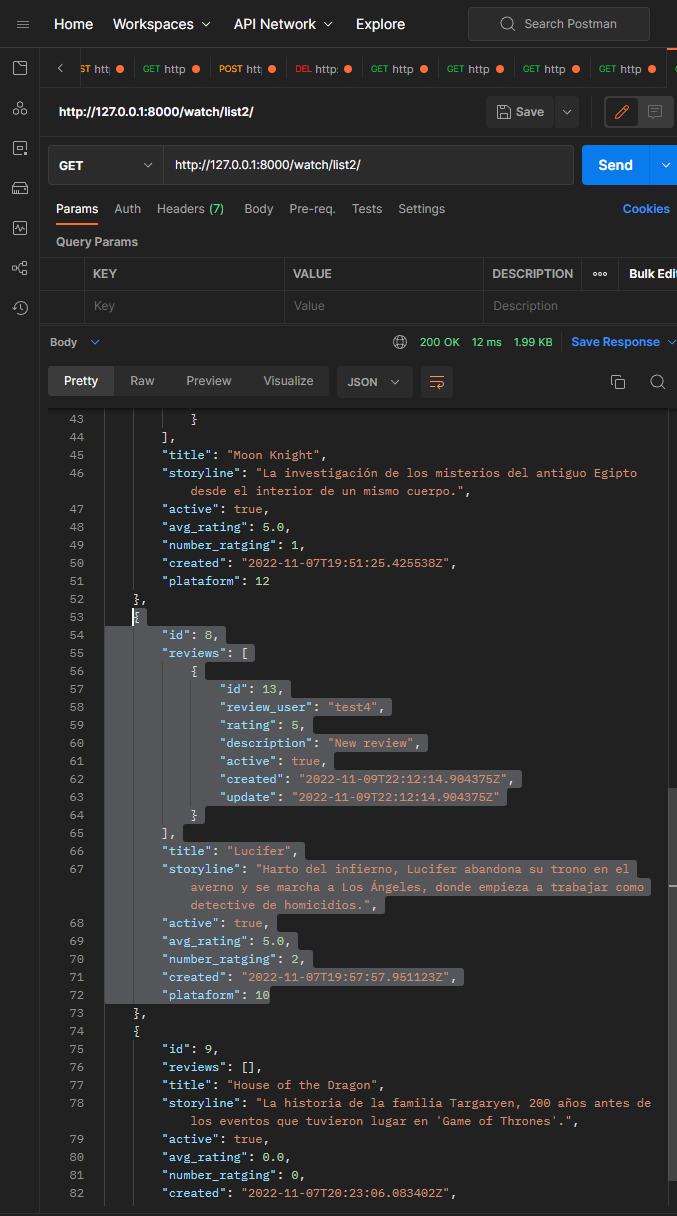 Home Workspaces API Network Explore Search Postman
ST htt GET http POST htt DEL http: GET http GET http GET http GET http
http://127.0.0.1:8000/watch/list2/ Save
GET http://127.0.0.1:8000/watch/list2/ Send
Params Auth Headers (7) Body Pre-req. Tests Settings Cookies
Query Params
KEY VALUE DESCRIPTION ooo Bulk Edit
Key Value Description
Body 200 OK 12 ms 1.99 KB Save Response
Pretty Raw Preview Visualize JSON
43 }
44 ],
45 "title": "Moon Knight",
46 "storyline": "La investigación de los misterios del antiguo Egipto
desde el interior de un mismo cuerpo.",
47 "active": true,
48 "avg_rating": 5.0,
49 "number_ratging": 1,
50 "created": "2022-11-07T19:51:25.425538Z",
51 "plataform": 12
52 },
53 {
54 "id": 8,
55 "reviews": [
56 {
57 "id": 13,
58 "review_user": "test4",
59 "rating": 5,
60 "description": "New review",
61 "active": true,
62 "created": "2022-11-09T22:12:14.904375Z",
63 "update": "2022-11-09T22:12:14.904375Z"
64 }
65 ],
66 "title": "Lucifer",
67 "storyline": "Harto del infierno, Lucifer abandona su trono en el
averno y se marcha a Los Ángeles, donde empieza a trabajar como
detective de homicidios.",
68 "active": true,
69 "avg_rating": 5.0,
70 "number_ratging": 2,
71 "created": "2022-11-07T19:57:57.951123Z",
72 "plataform": 10
73 },
74 {
75 "id": 9,
76 "reviews": [],
77 "title": "House of the Dragon",
78 "storyline": "La historia de la familia Targaryen, 200 años antes de
los eventos que tuvieron lugar en 'Game of Thrones'.",
79 "active": true,
80 "avg_rating": 0.0,
81 "number_ratging": 0,
82 "created": "2022-11-07T20:23:06.083402Z",